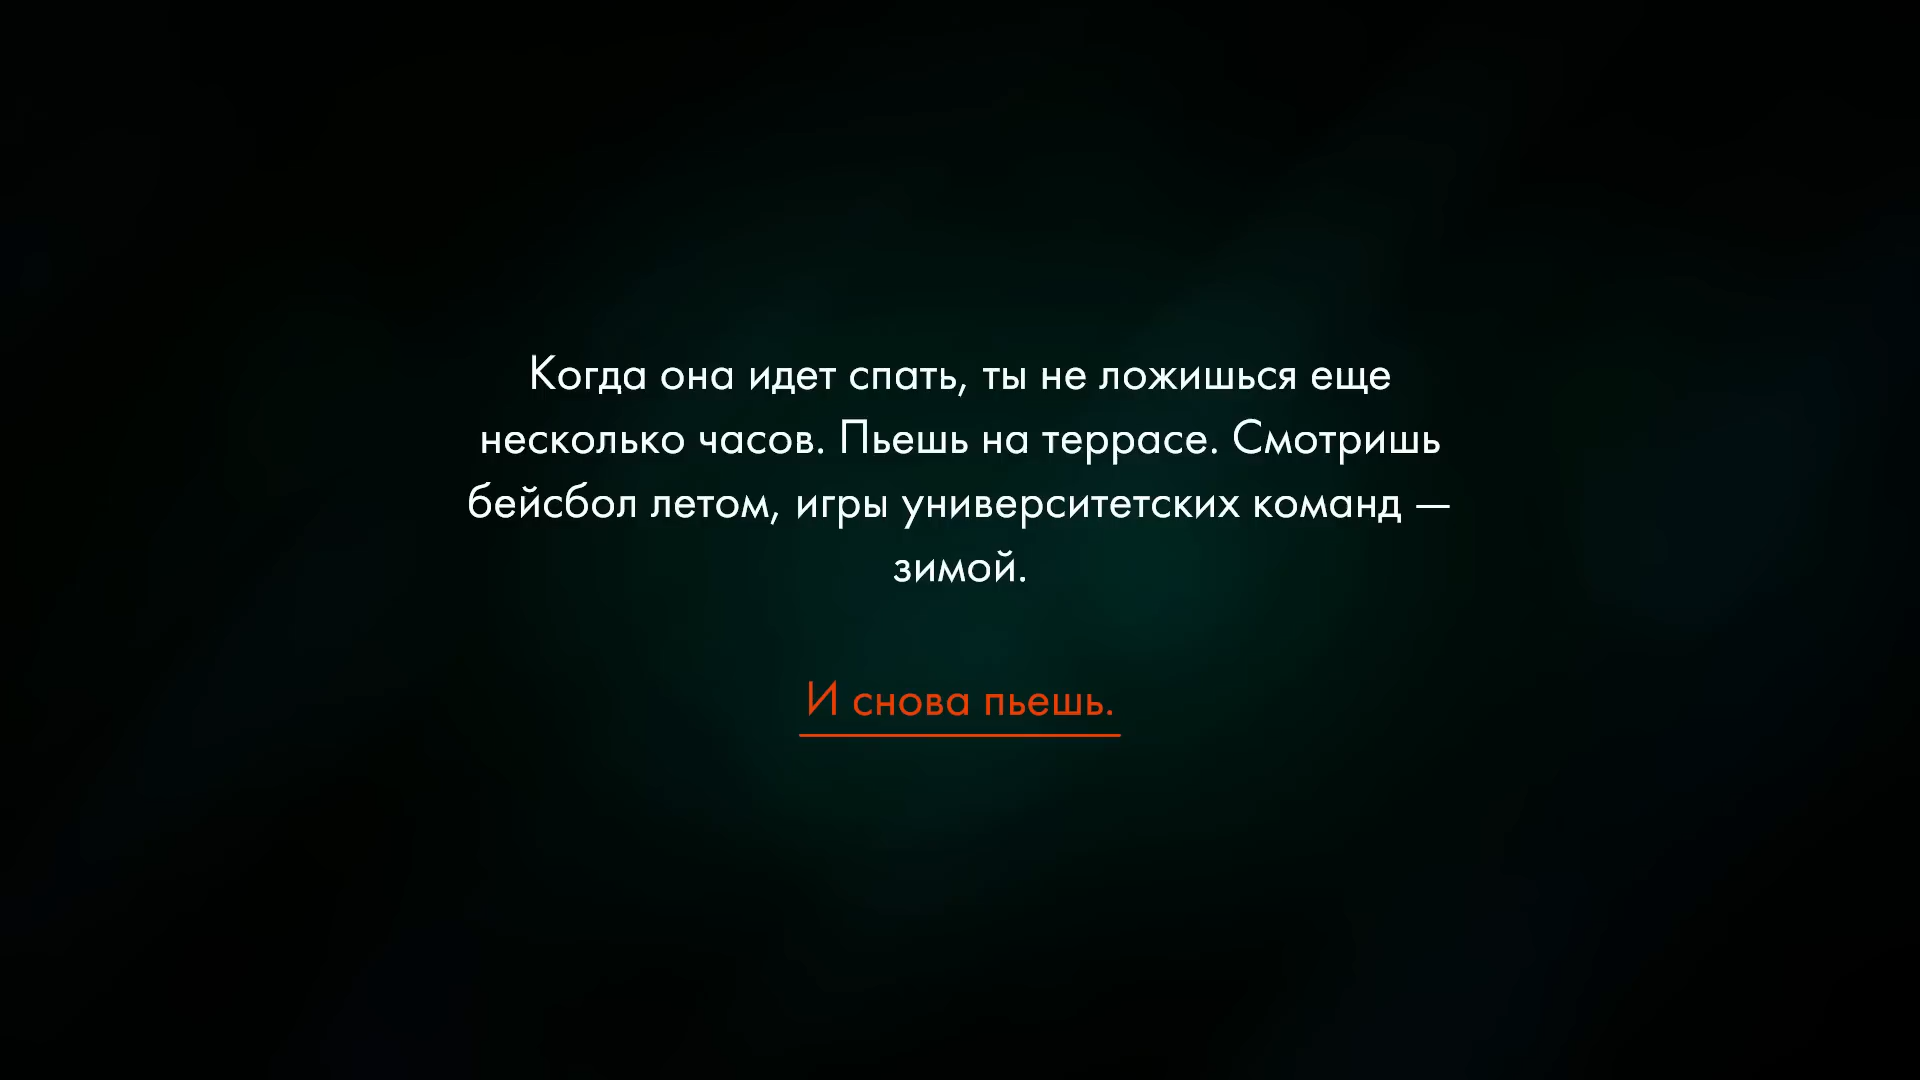 Когда она идет спать, ты не ложишься еще
несколько часов. Пьешь на террасе. Смотришь
бейсбол летом, игры университетских команд —
зимой.
И снова пьешь.